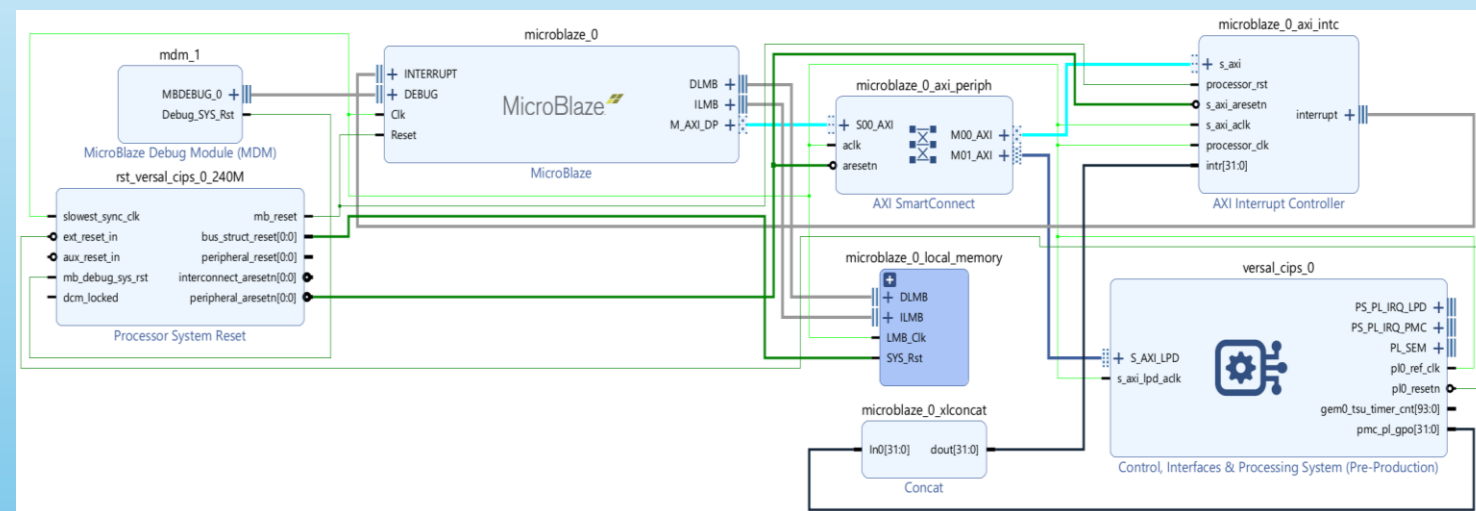 mdm_1
MBDEBUG_0
Debug_SYS_Rst
MicroBlaze Debug Module (MDM)
microblaze_0
INTERRUPT
DEBUG
Clk
Reset
DLMB
ILMB
M_AXI_DP
MicroBlaze
MicroBlaze
rst_versal_cips_0_240M
slowest_sync_clk
ext_reset_in
aux_reset_in
mb_debug_sys_rst
dcm_locked
mb_reset
bus_struct_reset[0:0]
peripheral_reset[0:0]
interconnect_aresetn[0:0]
peripheral_aresetn[0:0]
Processor System Reset
microblaze_0_axi_periph
S00_AXI
aclk
aresetn
M00_AXI
M01_AXI
AXI SmartConnect
microblaze_0_axi_intc
s_axi
processor_rst
s_axi_aresetn
s_axi_aclk
processor_clk
intr[31:0]
interrupt
AXI Interrupt Controller
microblaze_0_local_memory
DLMB
ILMB
LMB_Clk
SYS_Rst
microblaze_0_xlconcat
In0[31:0]
dout[31:0]
Concat
versal_cips_0
S_AXI_LPD
s_axi_lpd_aclk
PS_PL_IRQ_LPD
PS_PL_IRQ_PMC
PL_SEM
pl0_ref_clk
pl0_resetn
gem0_tsu_timer_cnt[93:0]
pmc_pl_gpo[31:0]
Control, Interfaces & Processing System (Pre-Production)